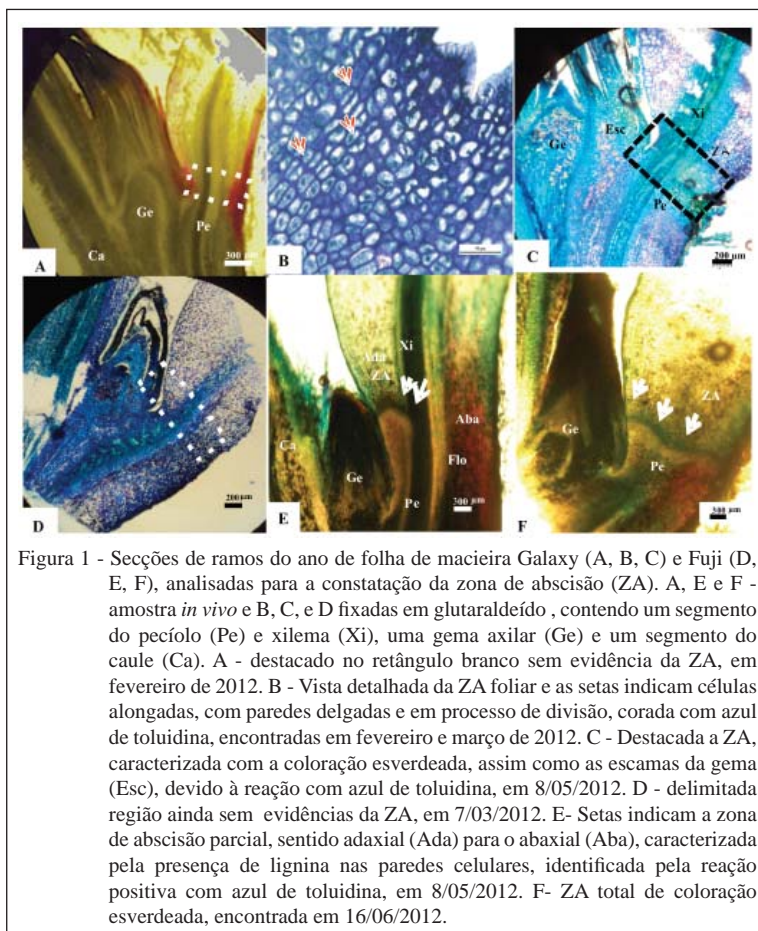 Ge
Pe
Ca
A
300 µm
B
Ge
Esc
Xi
ZA
Pe
C
200 µm
D
200 µm
Xi
Ada
ZA
Ca
Aba
Ge
Flo
Pe
E
300 µm
ZA
Ge
Pe
F
300 µm
Figura 1 - Secções de ramos do ano de folha de macieira Galaxy (A, B, C) e Fuji (D,
E, F), analisadas para a constatação da zona de abscisão (ZA). A, E e F -
amostra in vivo e B, C, e D fixadas em glutaraldeído , contendo um segmento
do pecíolo (Pe) e xilema (Xi), uma gema axilar (Ge) e um segmento do
caule (Ca). A - destacado no retângulo branco sem evidência da ZA, em
fevereiro de 2012. B - Vista detalhada da ZA foliar e as setas indicam células
alongadas, com paredes delgadas e em processo de divisão, corada com azul
de toluidina, encontradas em fevereiro e março de 2012. C - Destacada a ZA,
caracterizada com a coloração esverdeada, assim como as escamas da gema
(Esc), devido à reação com azul de toluidina, em 8/05/2012. D - delimitada
região ainda sem evidências da ZA, em 7/03/2012. E- Setas indicam a zona
de abscisão parcial, sentido adaxial (Ada) para o abaxial (Aba), caracterizada
pela presença de lignina nas paredes celulares, identificada pela reação
positiva com azul de toluidina, em 8/05/2012. F- ZA total de coloração
esverdeada, encontrada em 16/06/2012.